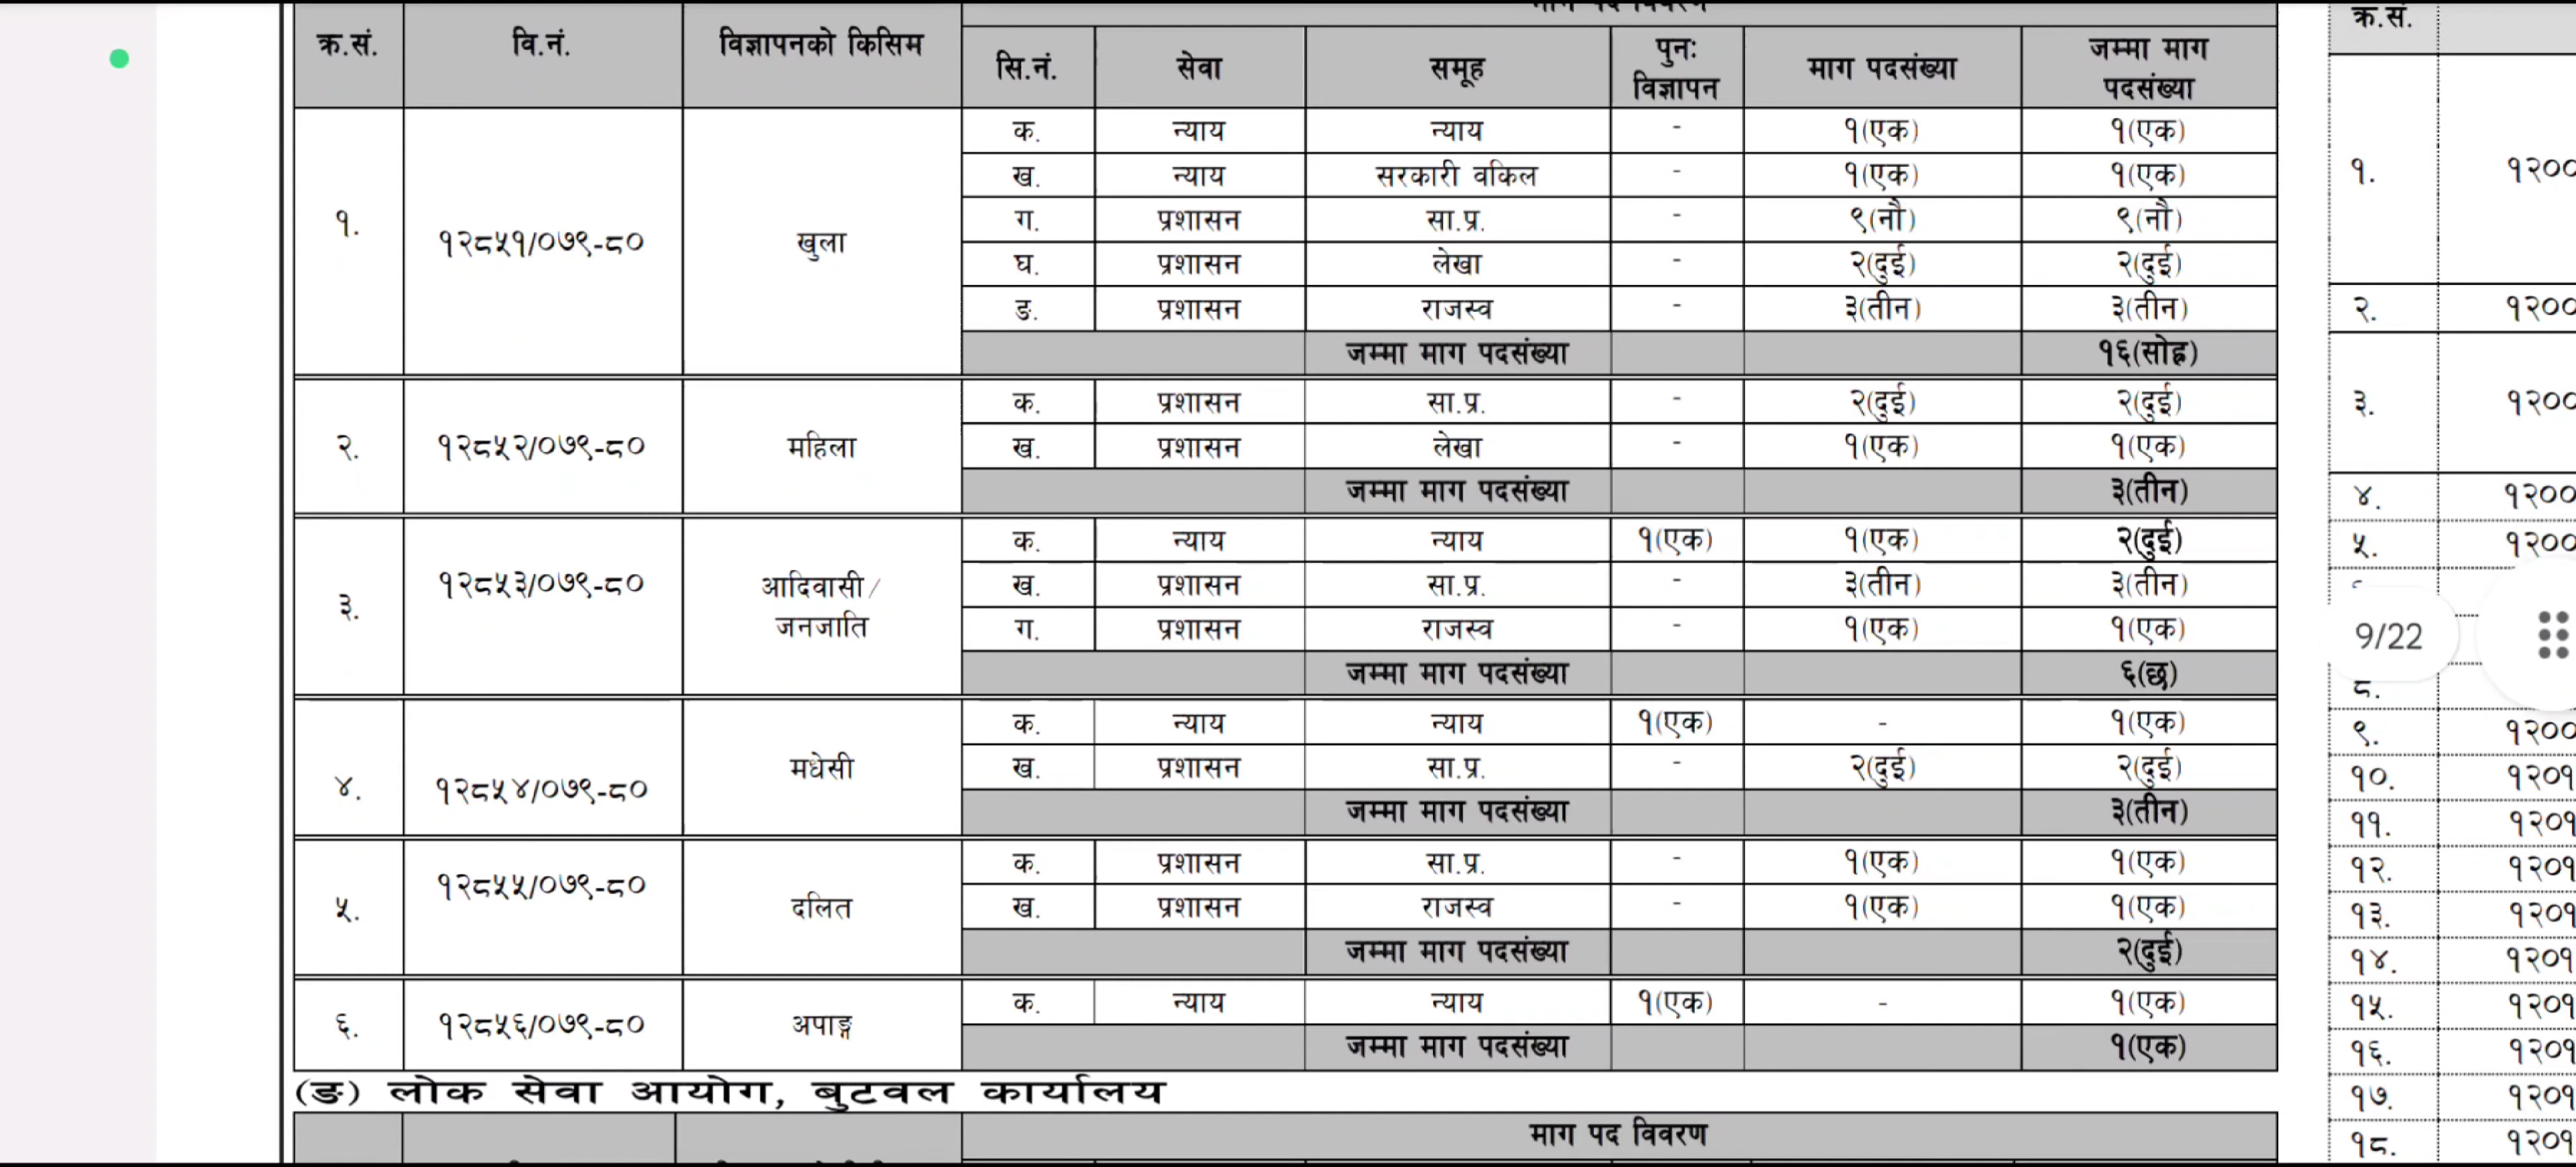 क्र.सं. वि.नं. विज्ञापनको किसिम माग पद विवरण
सि.नं. सेवा समूह पुनः विज्ञापन माग पदसंख्या जम्मा माग पदसंख्या
१. १२८५१/०७९-८० खुला
क. न्याय न्याय - १(एक) १(एक)
ख. न्याय सरकारी वकिल - १(एक) १(एक)
ग. प्रशासन सा.प्र. - ९(नौ) ९(नौ)
घ. प्रशासन लेखा - २(दुई) २(दुई)
ङ. प्रशासन राजस्व - ३(तीन) ३(तीन)
जम्मा माग पदसंख्या १६(सोह्र)
२. १२८५२/०७९-८० महिला
क. प्रशासन सा.प्र. - २(दुई) २(दुई)
ख. प्रशासन लेखा - १(एक) १(एक)
जम्मा माग पदसंख्या ३(तीन)
३. १२८५३/०७९-८० आदिवासी/
जनजाति
क. न्याय न्याय १(एक) १(एक) २(दुई)
ख. प्रशासन सा.प्र. - ३(तीन) ३(तीन)
ग. प्रशासन राजस्व - १(एक) १(एक)
जम्मा माग पदसंख्या ६(छ)
४. १२८५४/०७९-८० मधेसी
क. न्याय न्याय १(एक) - १(एक)
ख. प्रशासन सा.प्र. - २(दुई) २(दुई)
जम्मा माग पदसंख्या ३(तीन)
५. १२८५५/०७९-८० दलित
क. प्रशासन सा.प्र. - १(एक) १(एक)
ख. प्रशासन राजस्व - १(एक) १(एक)
जम्मा माग पदसंख्या २(दुई)
६. १२८५६/०७९-८० अपाङ्ग
क. न्याय न्याय १(एक) - १(एक)
जम्मा माग पदसंख्या १(एक)
(ङ) लोक सेवा आयोग, बुटवल कार्यालय
माग पद विवरण
क्र.सं.
१. १२००
२. १२००
३. १२००
४. १२००
५. १२००
9/22
८.
९. १२००
१०. १२०१
११. १२०१
१२. १२०१
१३. १२०१
१४. १२०१
१५. १२०१
१६. १२०१
१७. १२०१
१८. १२०१